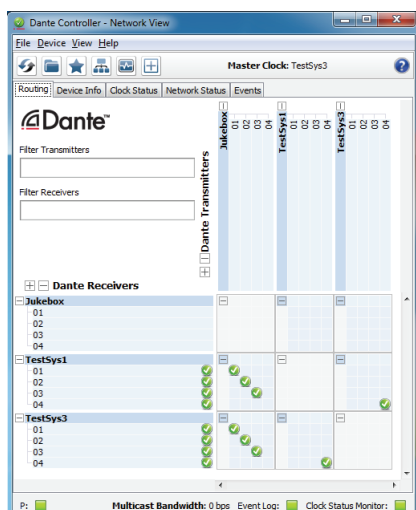 Dante Controller - Network View
File Device View Help
Master Clock: TestSys3
Routing Device Info Clock Status Network Status Events
Dante™
Filter Transmitters
Filter Receivers
Dante Transmitters
Jukebox
01
02
03
04
TestSys1
01
02
03
04
TestSys3
01
02
03
04
Dante Receivers
Jukebox
01
02
03
04
TestSys1
01
02
03
04
TestSys3
01
02
03
04
P: Multicast Bandwidth: 0 bps Event Log: Clock Status Monitor: